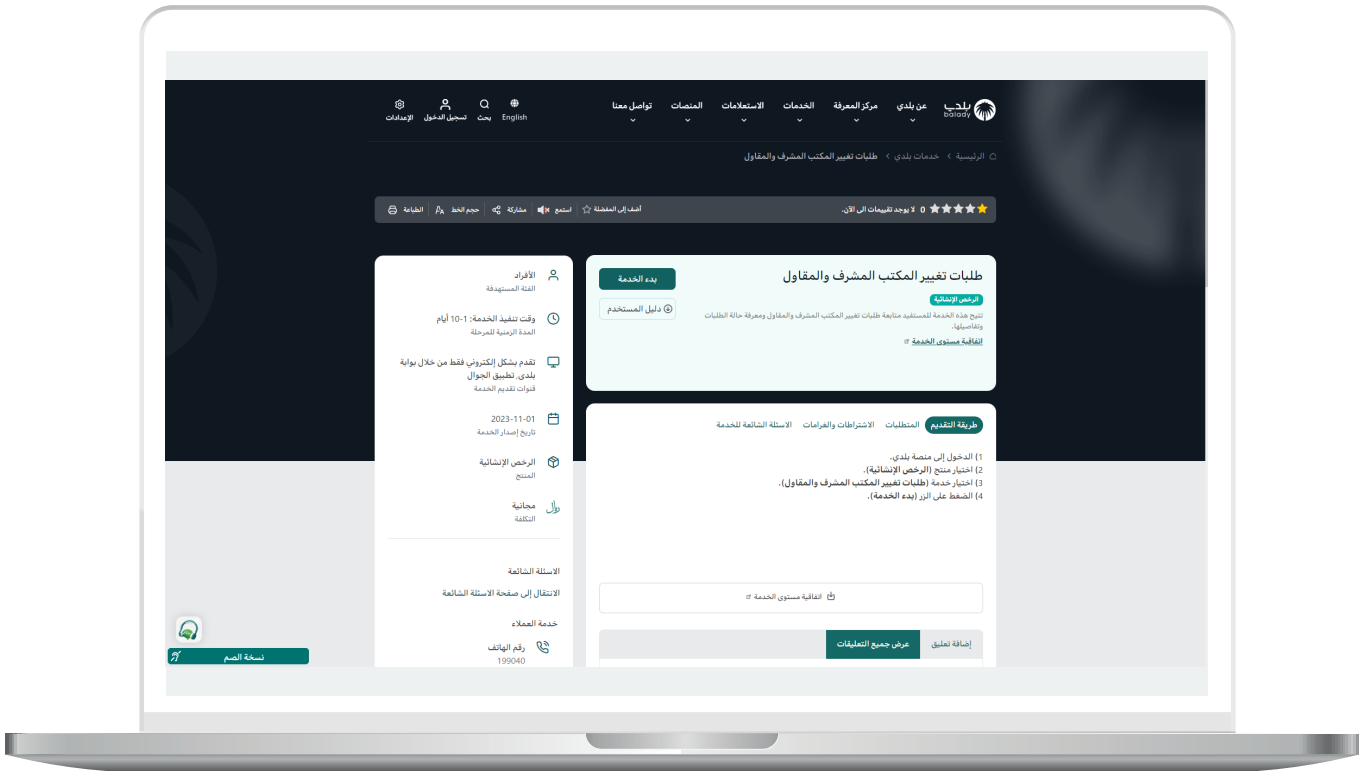 بلدي
balady
عن بلدي
مركز المعرفة
الخدمات
الاستعلامات
المنصات
تواصل معنا
English
بحث
تسجيل الدخول
الإعدادات
الرئيسية > خدمات بلدي > طلبات تغيير المكتب المشرف والمقاول
0 لا يوجد تقييمات الى الآن.
أضف إلى المفضلة
استمع
مشاركة
حجم الخط
الطباعة
طلبات تغيير المكتب المشرف والمقاول
بدء الخدمة
الرخص الإنشائية
دليل المستخدم
تتيح هذه الخدمة للمستفيد متابعة طلبات تغيير المكتب المشرف والمقاول ومعرفة حالة الطلبات
وتفاصيلها.
اتفاقية مستوى الخدمة
طريقة التقديم
المتطلبات
الاشتراطات والغرامات
الاسئلة الشائعة للخدمة
1) الدخول إلى منصة بلدي.
2) اختيار منتج (الرخص الإنشائية).
3) اختيار خدمة (طلبات تغيير المكتب المشرف والمقاول).
4) الضغط على الزر (بدء الخدمة).
اتفاقية مستوى الخدمة
إضافة تعليق
عرض جميع التعليقات
الأفراد
الفئة المستهدفة
وقت تنفيذ الخدمة: 1-10 أيام
المدة الزمنية للمرحلة
تقدم بشكل إلكتروني فقط من خلال بوابة
بلدي, تطبيق الجوال
قنوات تقديم الخدمة
2023-11-01
تاريخ إصدار الخدمة
الرخص الإنشائية
المنتج
مجانية
التكلفة
الاسئلة الشائعة
الانتقال إلى صفحة الاسئلة الشائعة
خدمة العملاء
رقم الهاتف
199040
نسخة الصم